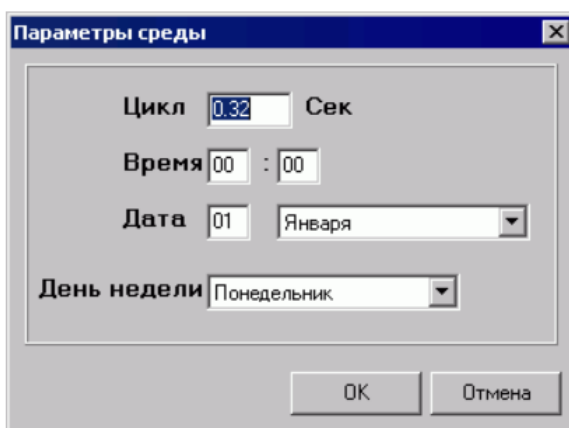 Параметры среды
Цикл 0.32 Сек
Время 00 : 00
Дата 01 Января
День недели Понедельник
OK Отмена